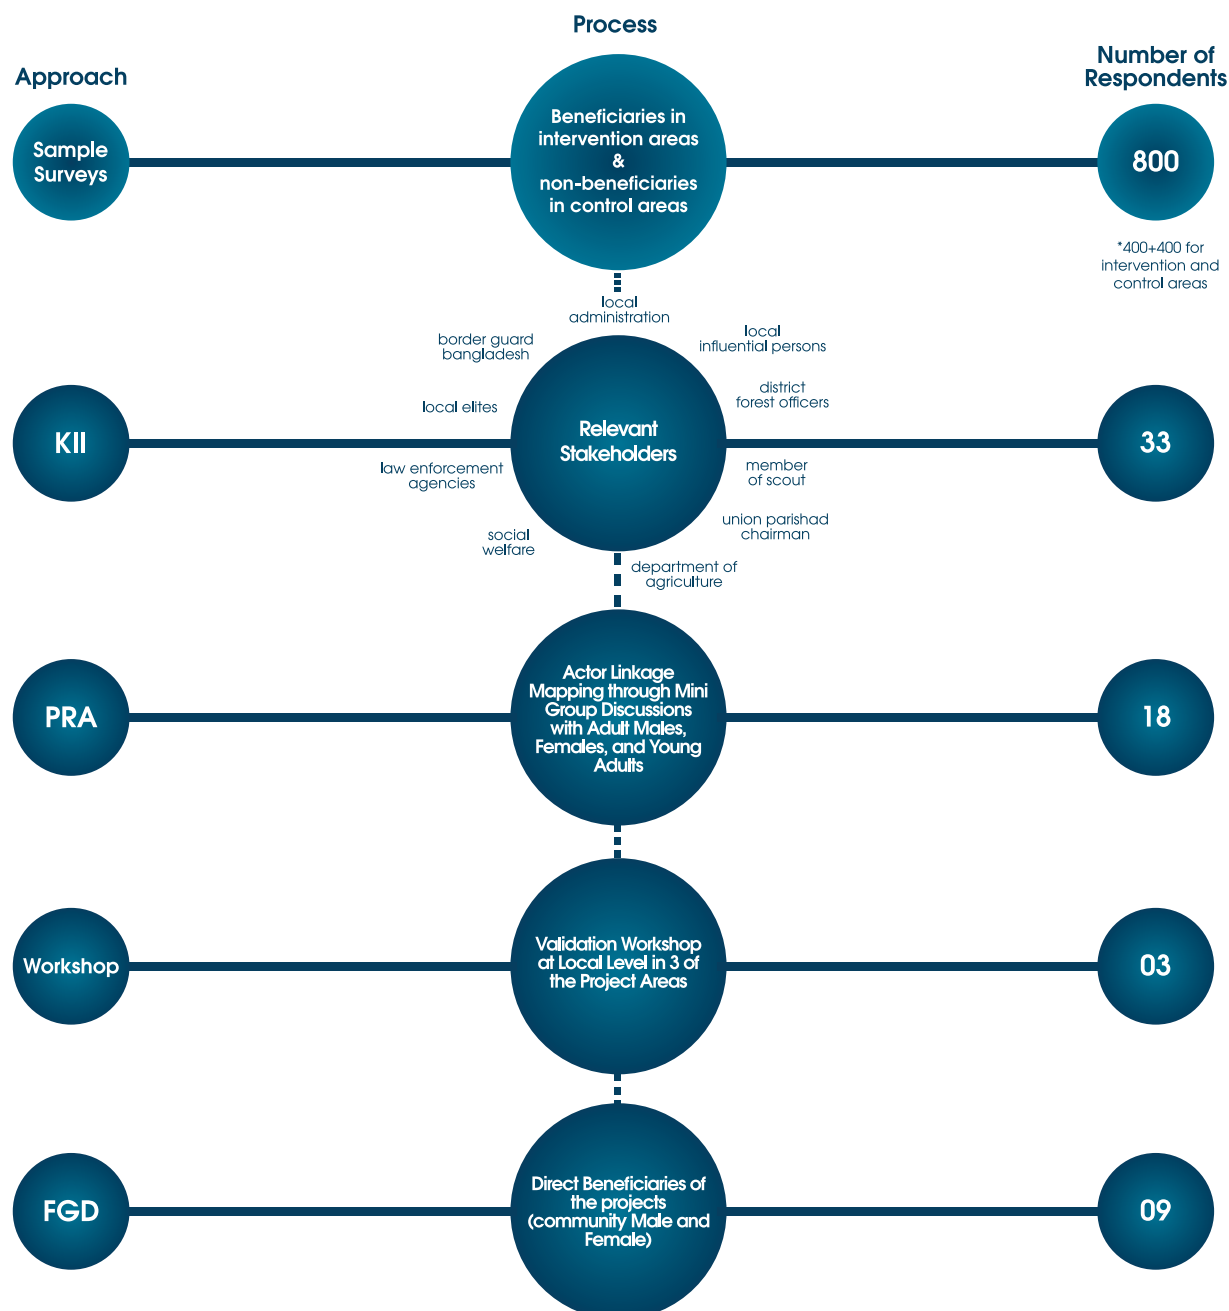 Process
Approach
Number of
Respondents
Sample
Surveys
Beneficiaries in
intervention areas
&
non-beneficiaries
in control areas
800
*400+400 for
intervention and
control areas
local
administration
border guard
bangladesh
local
influential persons
local elites
district
forest officers
KII
Relevant
Stakeholders
33
law enforcement
agencies
member
of scout
social
welfare
union parishad
chairman
department of
agriculture
PRA
Actor Linkage
Mapping through Mini
Group Discussions
with Adult Males,
Females, and Young
Adults
18
Workshop
Validation Workshop
at Local Level in 3 of
the Project Areas
03
FGD
Direct Beneficiaries of
the projects
(community Male and
Female)
09